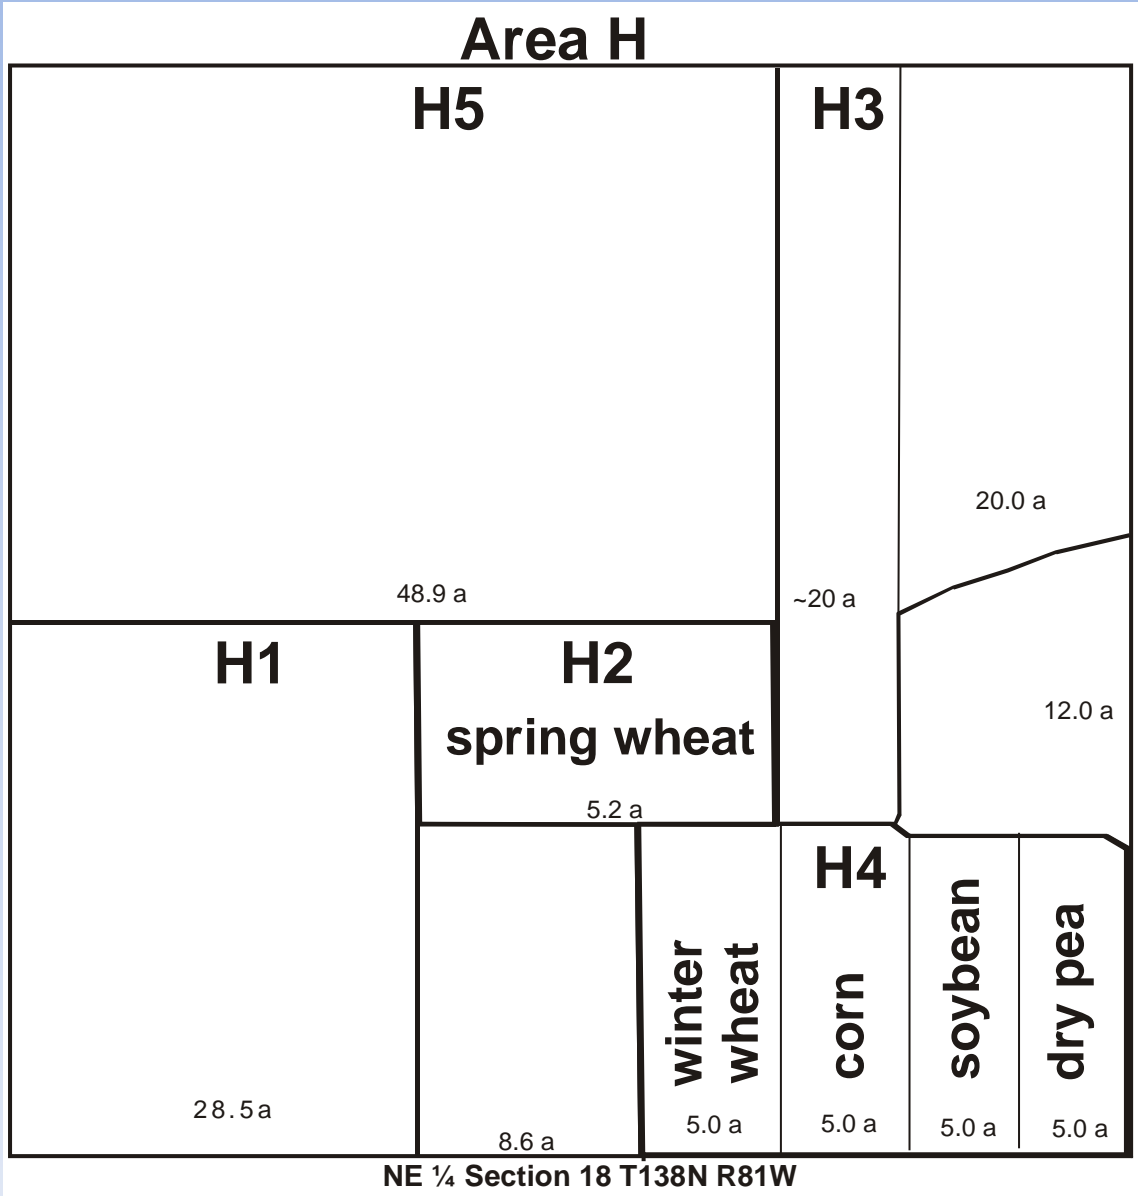 Area H
H5
H3
20.0 a
48.9 a
~20 a
H1
H2
spring wheat
12.0 a
5.2 a
H4
winter
wheat
corn
soybean
dry pea
28.5a
8.6 a
5.0 a
5.0 a
5.0 a
5.0 a
NE ¼ Section 18 T138N R81W